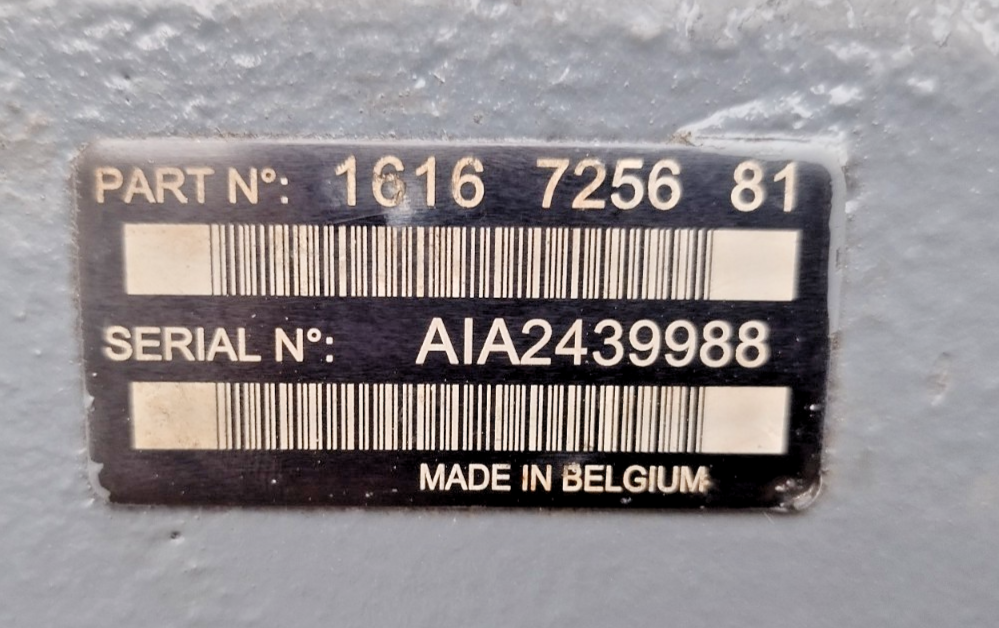 PART N°: 1616 7256 81
SERIAL N°: AIA2439988
MADE IN BELGIUM